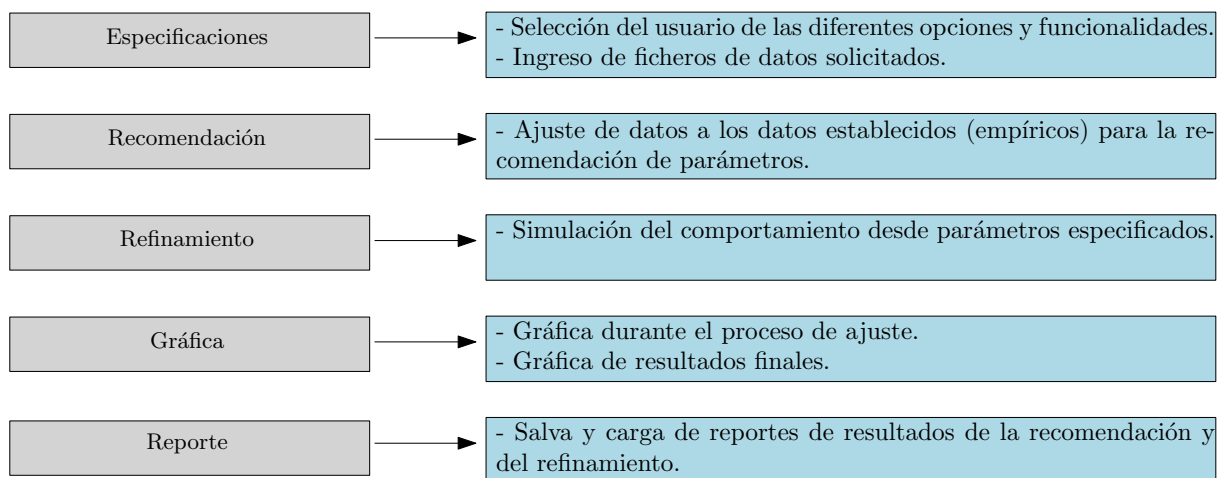 Especificaciones
- Selección del usuario de las diferentes opciones y funcionalidades.
- Ingreso de ficheros de datos solicitados.
Recomendación
- Ajuste de datos a los datos establecidos (empíricos) para la re-
comendación de parámetros.
Refinamiento
- Simulación del comportamiento desde parámetros especificados.
Gráfica
- Gráfica durante el proceso de ajuste.
- Gráfica de resultados finales.
Reporte
- Salva y carga de reportes de resultados de la recomendación y
del refinamiento.